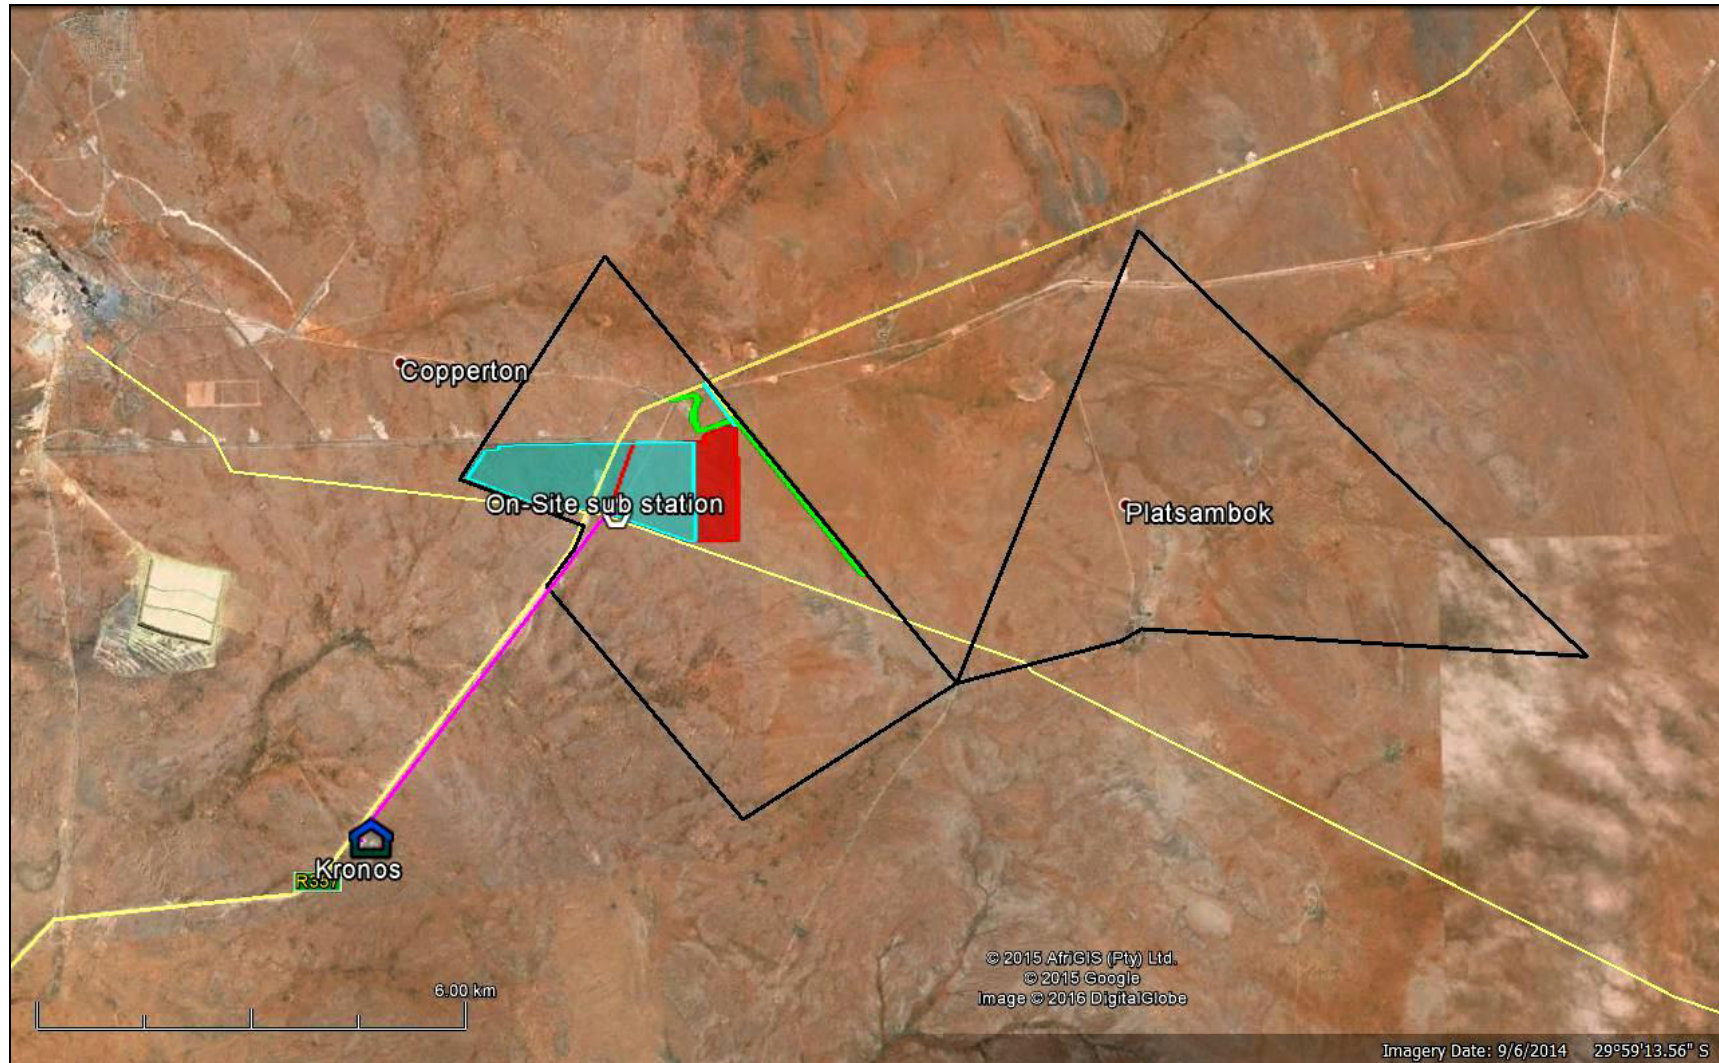 Copperton
On-Site sub station
Platsambok
Kronos
R357
6.00 km
© 2015 AfriGIS (Pty) Ltd.
© 2015 Google
Image © 2016 DigitalGlobe
Imagery Date: 9/6/2014 29°59'13.56" S